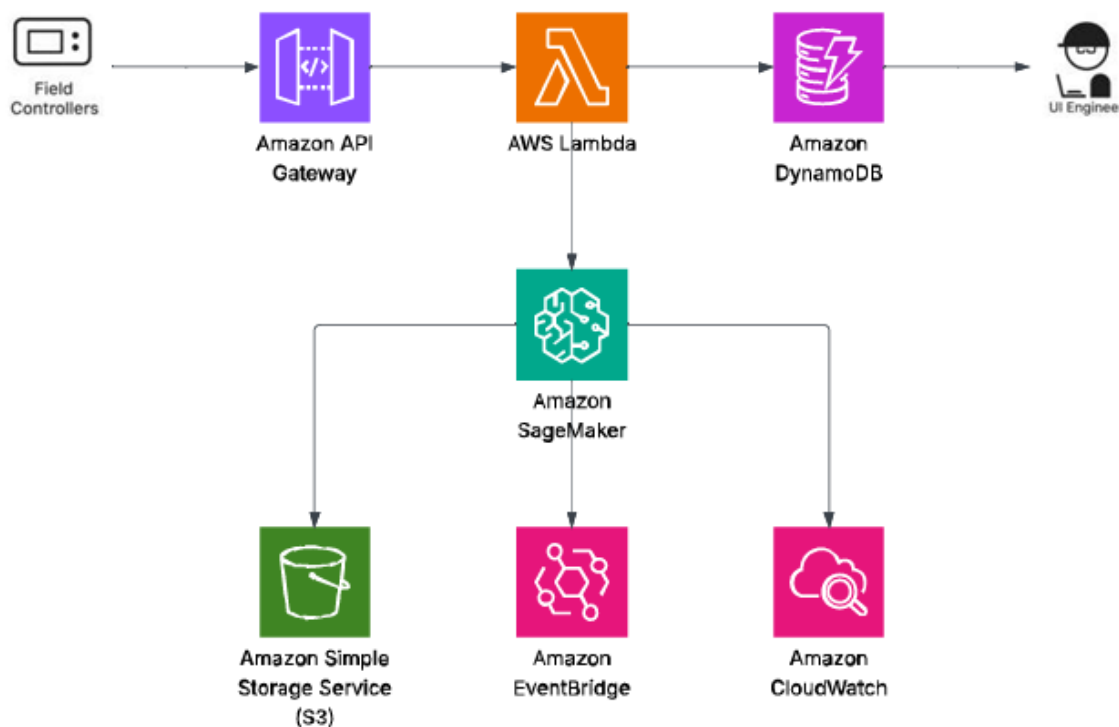 Field
Controllers
Amazon API
Gateway
</>
AWS Lambda
Amazon
DynamoDB
UI Enginee
Amazon
SageMaker
Amazon Simple
Storage Service
(S3)
Amazon
EventBridge
Amazon
CloudWatch